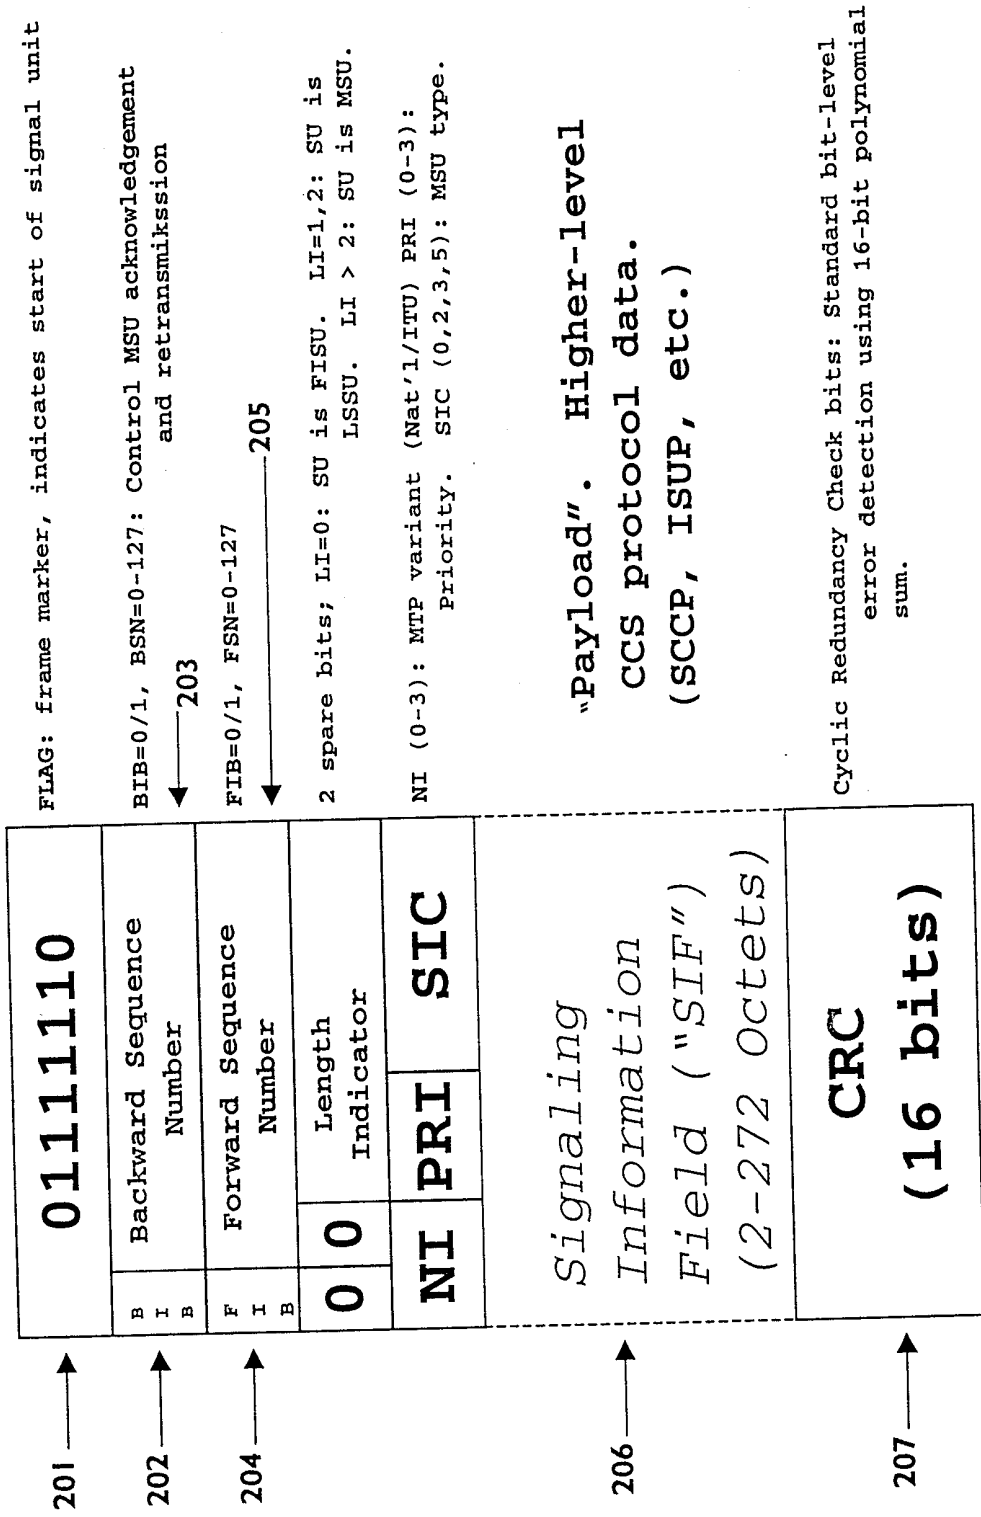 201
01111110
FLAG: frame marker, indicates start of signal unit
202
B
I
B
Backward Sequence
Number
BIB=0/1, BSN=0-127: Control MSU acknowledgement
and retransmikssion
203
204
F
I
B
Forward Sequence
Number
FIB=0/1, FSN=0-127
205
0 0
Length
Indicator
2 spare bits; LI=0: SU is FISU. LI=1,2: SU is
LSSU. LI > 2: SU is MSU.
NI PRI SIC
NI (0-3): MTP variant (Nat'l/ITU) PRI (0-3):
Priority. SIC (0,2,3,5): MSU type.
206
Signaling
Information
Field ("SIF")
(2-272 Octets)
"Payload". Higher-level
CCS protocol data.
(SCCP, ISUP, etc.)
207
CRC
(16 bits)
Cyclic Redundancy Check bits: Standard bit-level
error detection using 16-bit polynomial
sum.